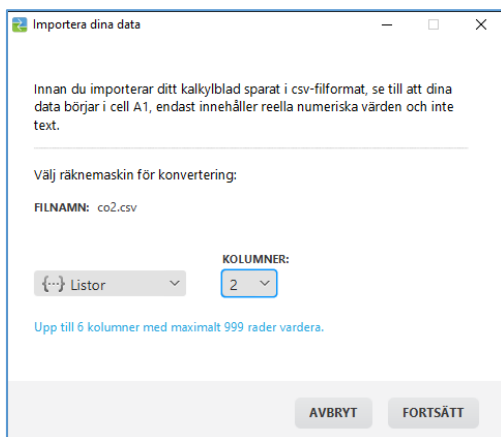 Importera dina data
Innan du importerar ditt kalkylblad sparat i csv-filformat, se till att dina
data börjar i cell A1, endast innehåller reella numeriska värden och inte
text.
Välj räknemaskin för konvertering:
FILNAMN: co2.csv
KOLUMNER:
{···} Listor
2
Upp till 6 kolumner med maximalt 999 rader vardera.
AVBRYT FORTSÄTT